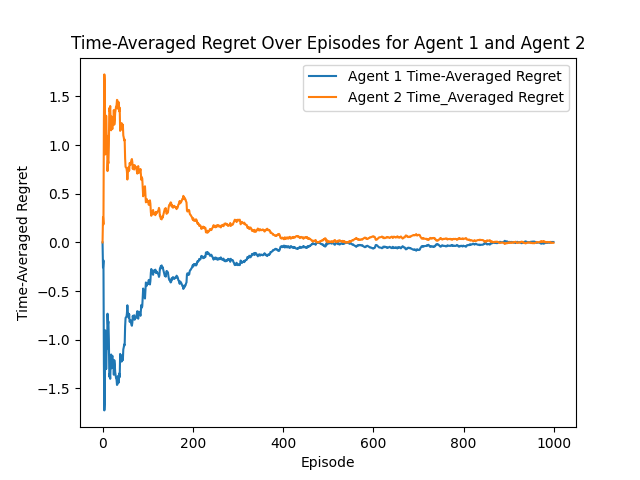 Time-Averaged Regret Over Episodes for Agent 1 and Agent 2
Agent 1 Time-Averaged Regret
Agent 2 Time_Averaged Regret
Time-Averaged Regret
1.5
1.0
0.5
0.0
−0.5
−1.0
−1.5
0 200 400 600 800 1000
Episode